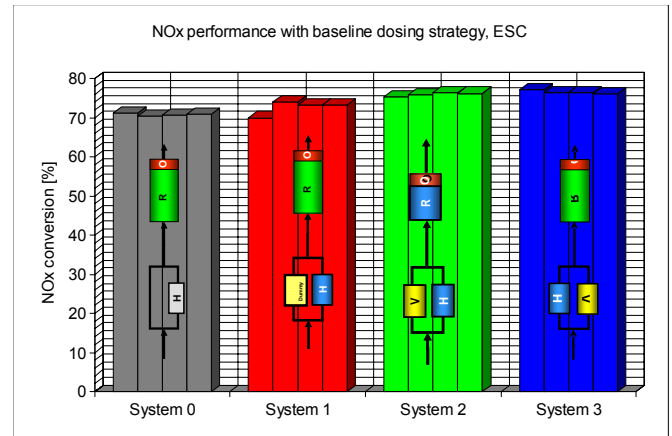 NOx performance with baseline dosing strategy, ESC
NOx conversion [%]
80
70
60
50
40
30
20
10
0
O
R
H
O
R
Dummy
H
O
R
V
H
R
H
V
System 0
System 1
System 2
System 3